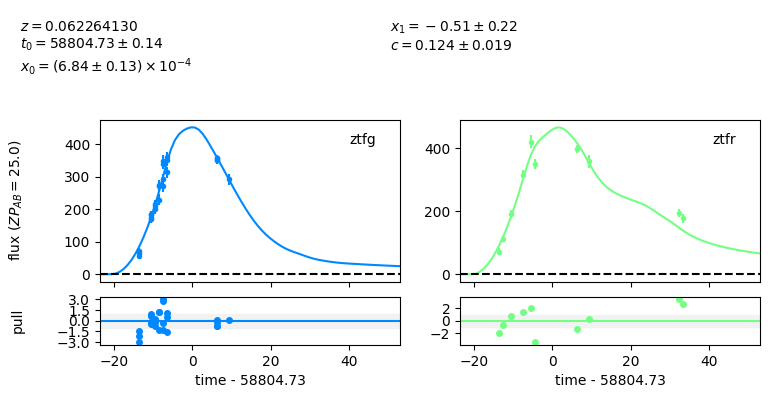 z = 0.062264130
t₀ = 58804.73 ± 0.14
x₀ = (6.84 ± 0.13) × 10⁻⁴
x₁ = −0.51 ± 0.22
c = 0.124 ± 0.019
flux (ZP_AB = 25.0)
400
300
200
100
0
ztfg
400
200
0
ztfr
pull
3.0
1.5
0.0
−1.5
−3.0
−20 0 20 40
time - 58804.73
2
0
−2
−20 0 20 40
time - 58804.73